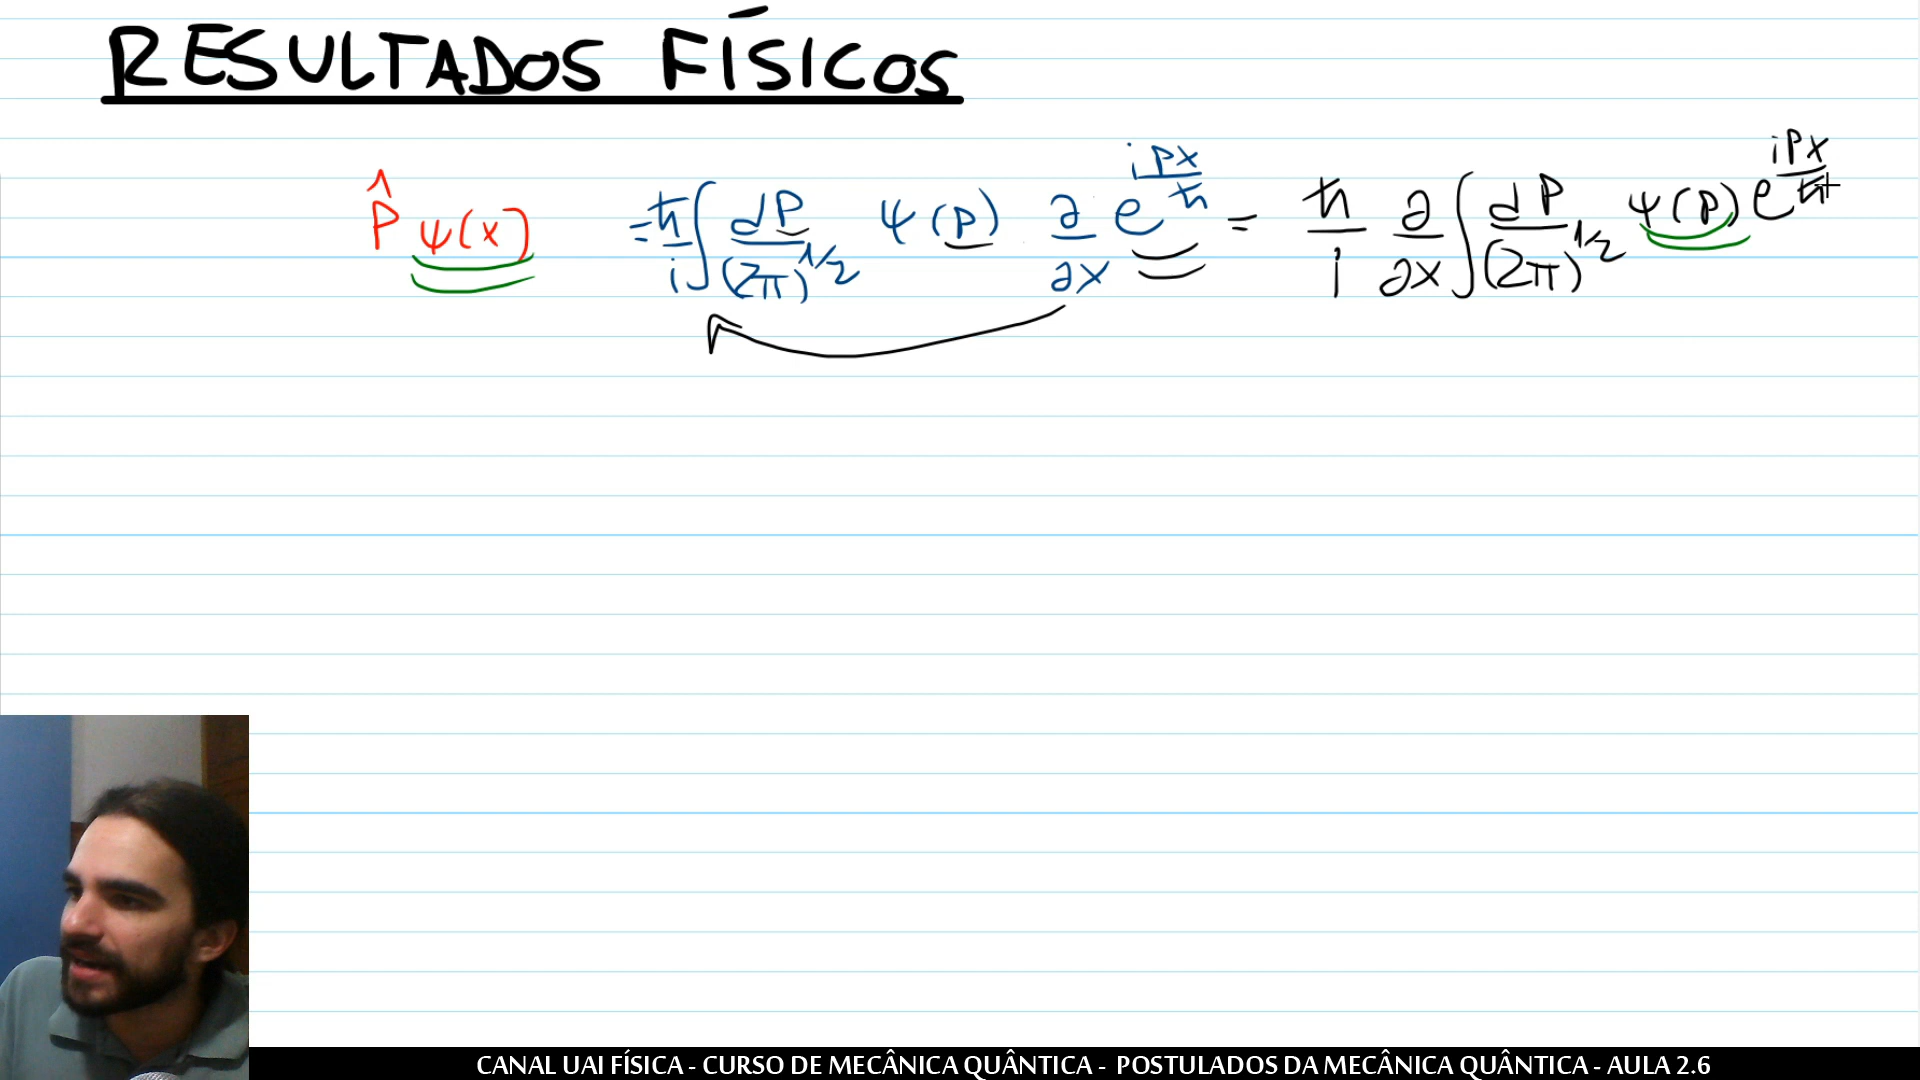 RESULTADOS FÍSICOS
P̂ ψ(x) = ħ/i ∫ dP/(2π)^1/2 ψ(p) ∂/∂x e^(iPx/ħ) = ħ/i ∂/∂x ∫ dP/(2π)^1/2 ψ(p) e^(iPx/ħ)
CANAL UAI FÍSICA - CURSO DE MECÂNICA QUÂNTICA - POSTULADOS DA MECÂNICA QUÂNTICA - AULA 2.6